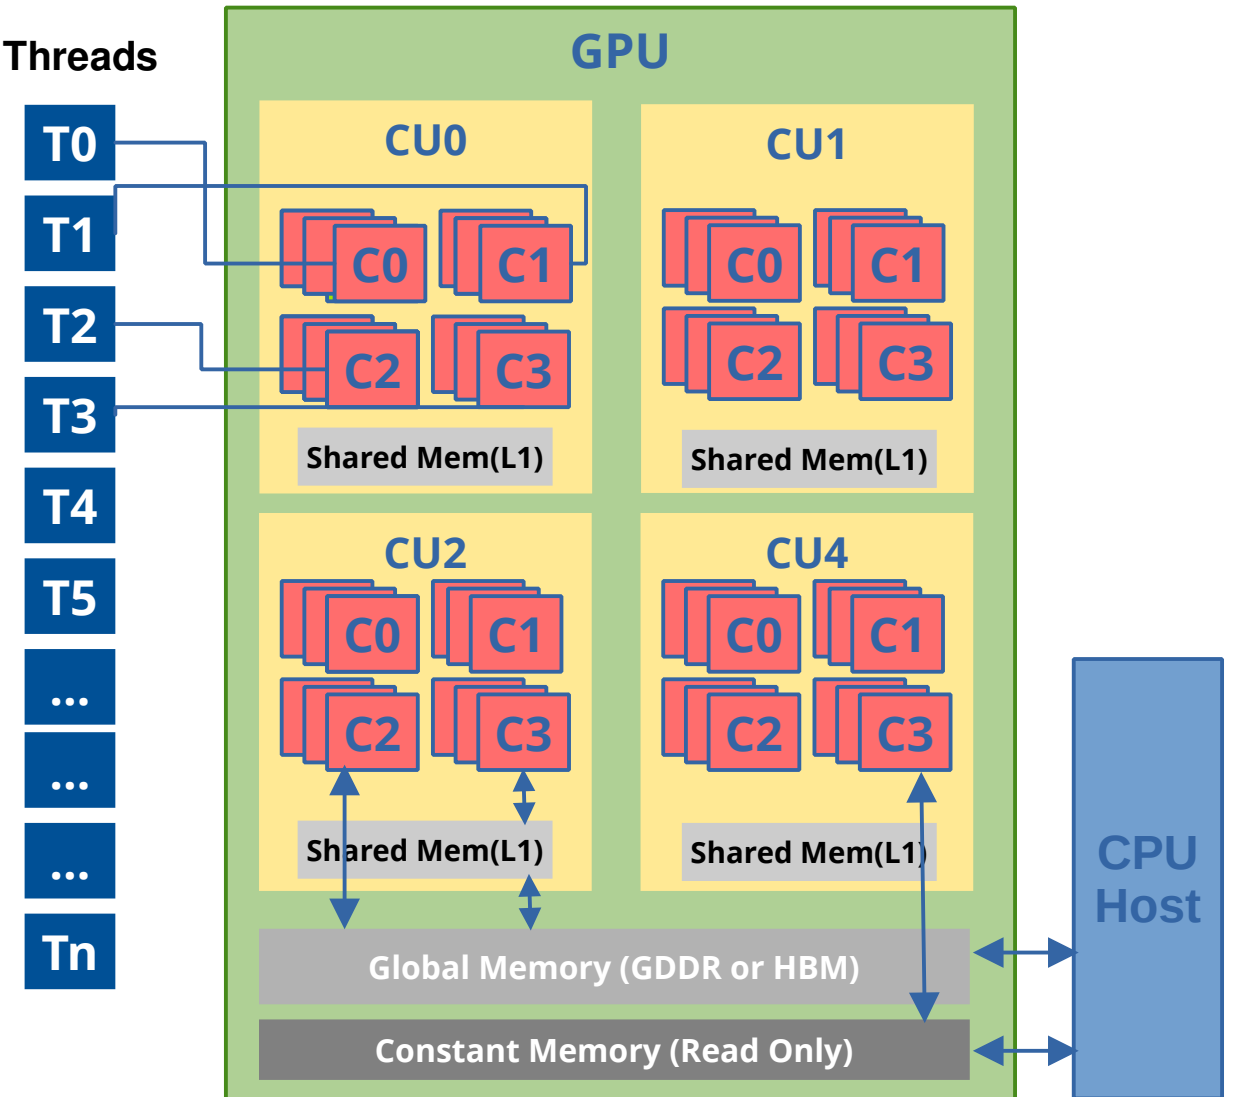 Threads
T0
T1
T2
T3
T4
T5
...
...
...
Tn
GPU
CU0
C0
C1
C2
C3
Shared Mem(L1)
CU1
C0
C1
C2
C3
Shared Mem(L1)
CU2
C0
C1
C2
C3
Shared Mem(L1)
CU4
C0
C1
C2
C3
Shared Mem(L1)
Global Memory (GDDR or HBM)
Constant Memory (Read Only)
CPU
Host